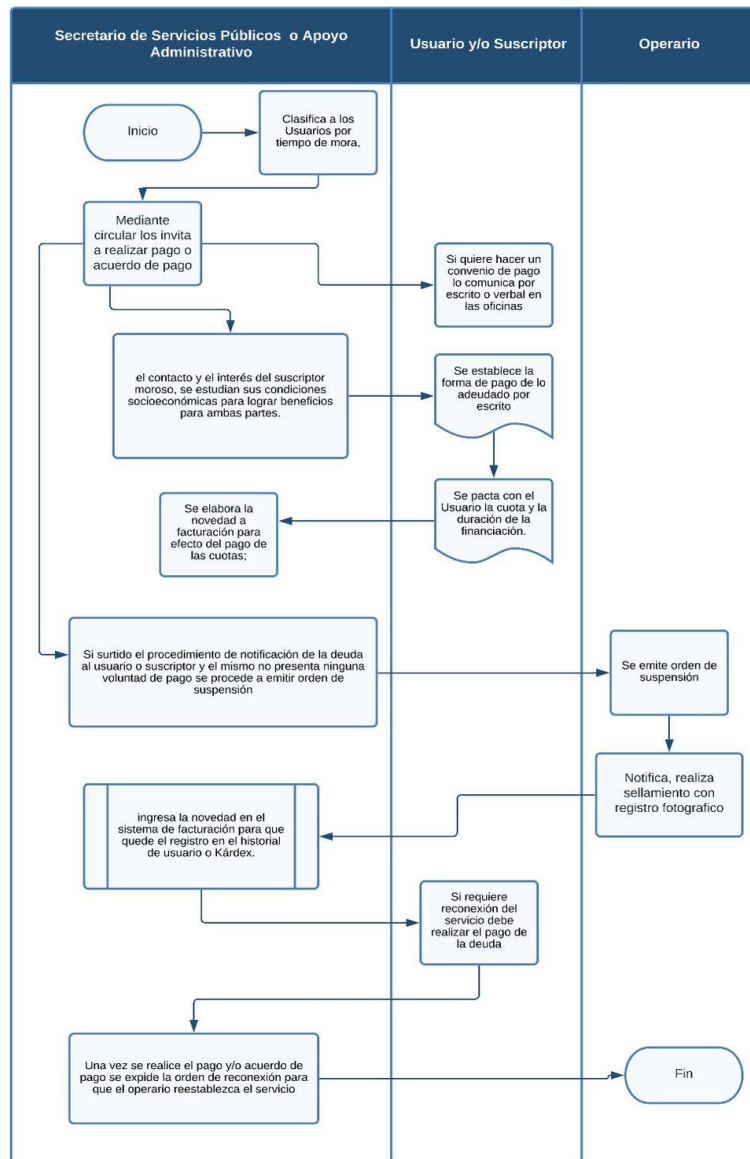 Secretario de Servicios Públicos o Apoyo
Administrativo
Usuario y/o Suscriptor
Operario
Inicio
Clasifica a los
Usuarios por
tiempo de mora,
Mediante
circular los invita
a realizar pago o
acuerdo de pago
Si quiere hacer un
convenio de pago
lo comunica por
escrito o verbal en
las oficinas
el contacto y el interés del suscriptor
moroso, se estudian sus condiciones
socioeconómicas para lograr beneficios
para ambas partes.
Se establece la
forma de pago de lo
adeudado por
escrito
Se pacta con el
Usuario la cuota y la
duración de la
financiación.
Se elabora la
novedad a
facturación para
efecto del pago de
las cuotas;
Si surtido el procedimiento de notificación de la deuda
al usuario o suscriptor y el mismo no presenta ninguna
voluntad de pago se procede a emitir orden de
suspensión
Se emite orden de
suspensión
Notifica, realiza
sellamiento con
registro fotografico
ingresa la novedad en el
sistema de facturación para que
quede el registro en el historial
de usuario o Kárdex.
Si requiere
reconexión del
servicio debe
realizar el pago de
la deuda
Una vez se realice el pago y/o acuerdo de
pago se expide la orden de reconexión para
que el operario reestablezca el servicio
Fin